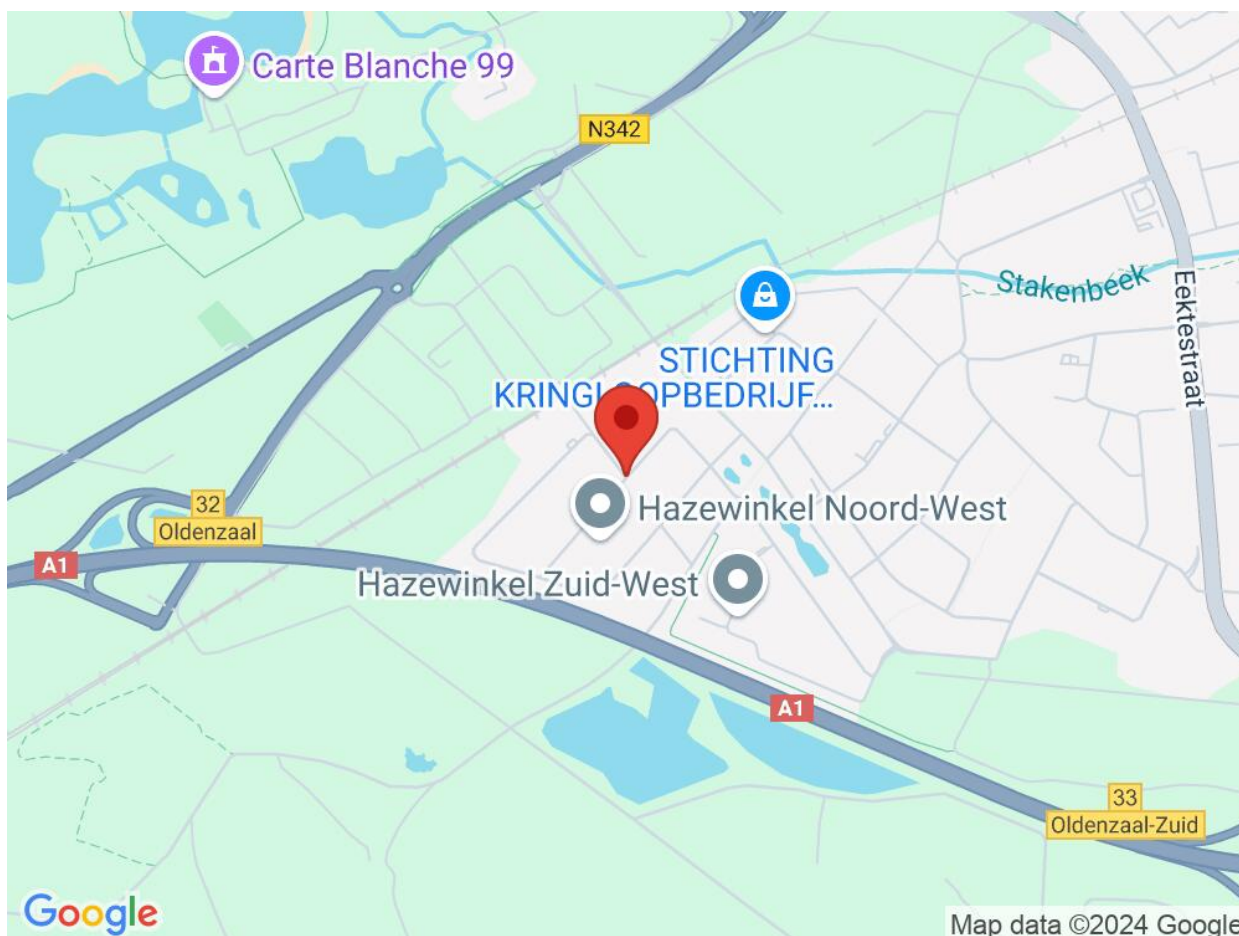 Carte Blanche 99
N342
Stakenbeek
Eektestraat
STICHTING
KRINGLOOPBEDRIJF...
32
Oldenzaal
Hazewinkel Noord-West
A1
Hazewinkel Zuid-West
A1
33
Oldenzaal-Zuid
Google
Map data ©2024 Google